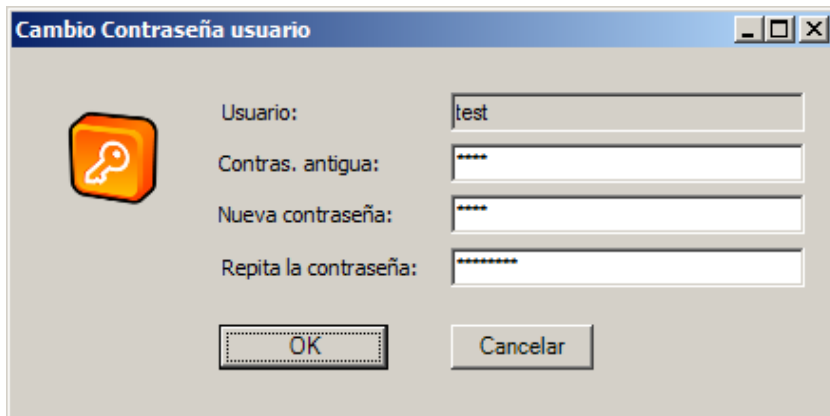 Cambio Contraseña usuario
Usuario: test
Contras. antigua: ****
Nueva contraseña: ****
Repita la contraseña: ********
OK Cancelar